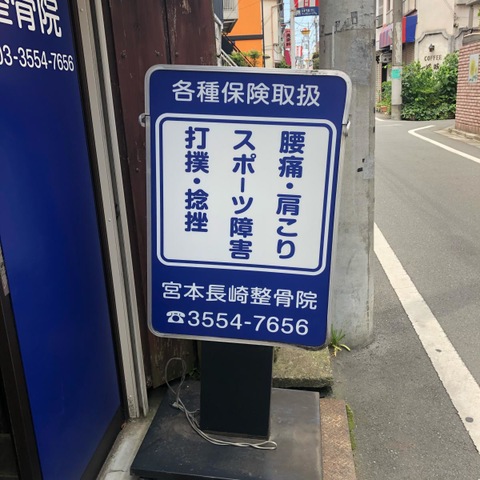 整骨院
03-3554-7656
各種保険取扱
腰痛・肩こり
スポーツ障害
打撲・捻挫
宮本長崎整骨院
☎3554-7656
COFFEE